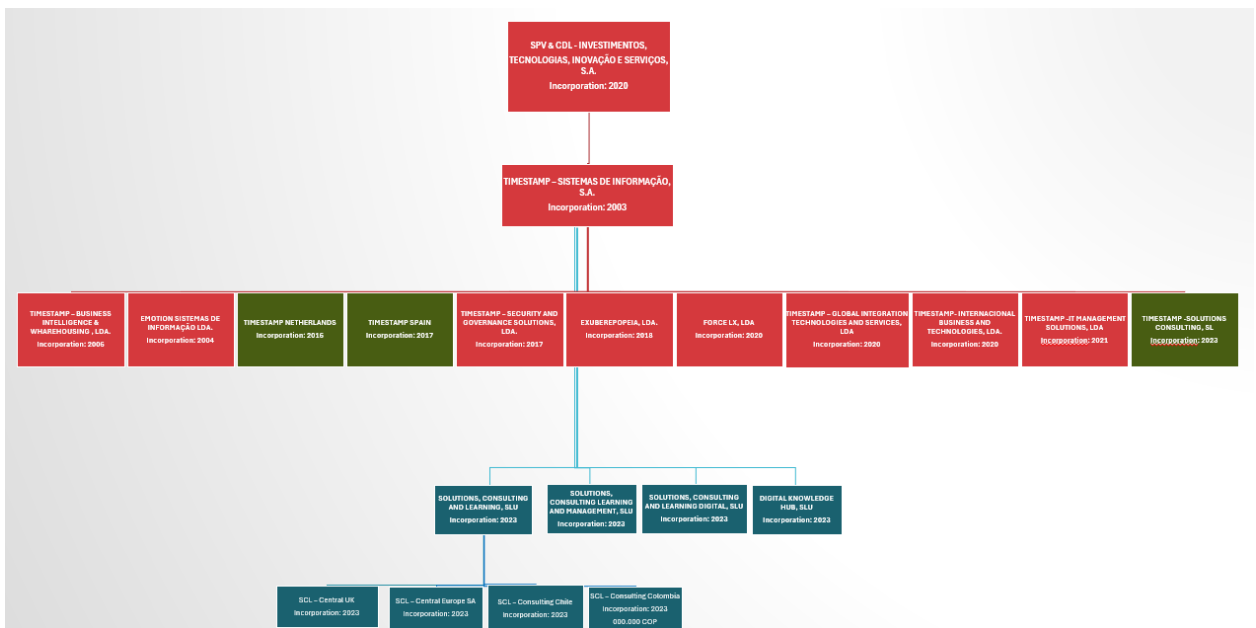 SPV & CDL - INVESTIMENTOS,
TECNOLOGIAS, INOVAÇÃO E SERVIÇOS,
S.A.
Incorporation: 2020
TIMESTAMP – SISTEMAS DE INFORMAÇÃO,
S.A.
Incorporation: 2003
TIMESTAMP – BUSINESS
INTELLIGENCE &
WHAREHOUSING , LDA.
Incorporation: 2006
EMOTION SISTEMAS DE
INFORMAÇÃO LDA.
Incorporation: 2004
TIMESTAMP NETHERLANDS
Incorporation: 2016
TIMESTAMP SPAIN
Incorporation: 2017
TIMESTAMP – SECURITY AND
GOVERNANCE SOLUTIONS,
LDA.
Incorporation: 2017
EXUBEREPOPEIA, LDA.
Incorporation: 2018
FORCE LX, LDA
Incorporation: 2020
TIMESTAMP – GLOBAL INTEGRATION
TECHNOLOGIES AND SERVICES,
LDA
Incorporation: 2020
TIMESTAMP- INTERNACIONAL
BUSINESS AND
TECHNOLOGIES, LDA.
Incorporation: 2020
TIMESTAMP -IT MANAGEMENT
SOLUTIONS, LDA
Incorporation: 2021
TIMESTAMP -SOLUTIONS
CONSULTING, SL
Incorporation: 2023
SOLUTIONS, CONSULTING
AND LEARNING, SLU
Incorporation: 2023
SOLUTIONS,
CONSULTING LEARNING
AND MANAGEMENT, SLU
Incorporation: 2023
SOLUTIONS, CONSULTING
AND LEARNING DIGITAL, SLU
Incorporation: 2023
DIGITAL KNOWLEDGE
HUB, SLU
Incorporation: 2023
SCL – Central UK
Incorporation: 2023
SCL – Central Europe SA
Incorporation: 2023
SCL – Consulting Chile
Incorporation: 2023
SCL – Consulting Colombia
Incorporation: 2023
000.000 COP